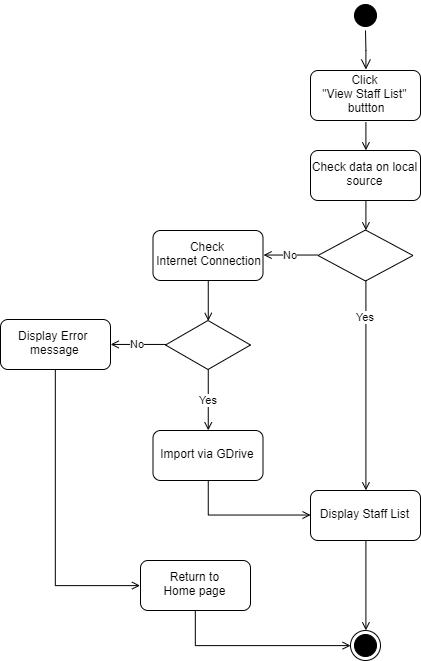 Click
"View Staff List"
buttton
Check data on local
source
Check
Internet Connection
No
Yes
Display Error
message
No
Yes
Import via GDrive
Display Staff List
Return to
Home page